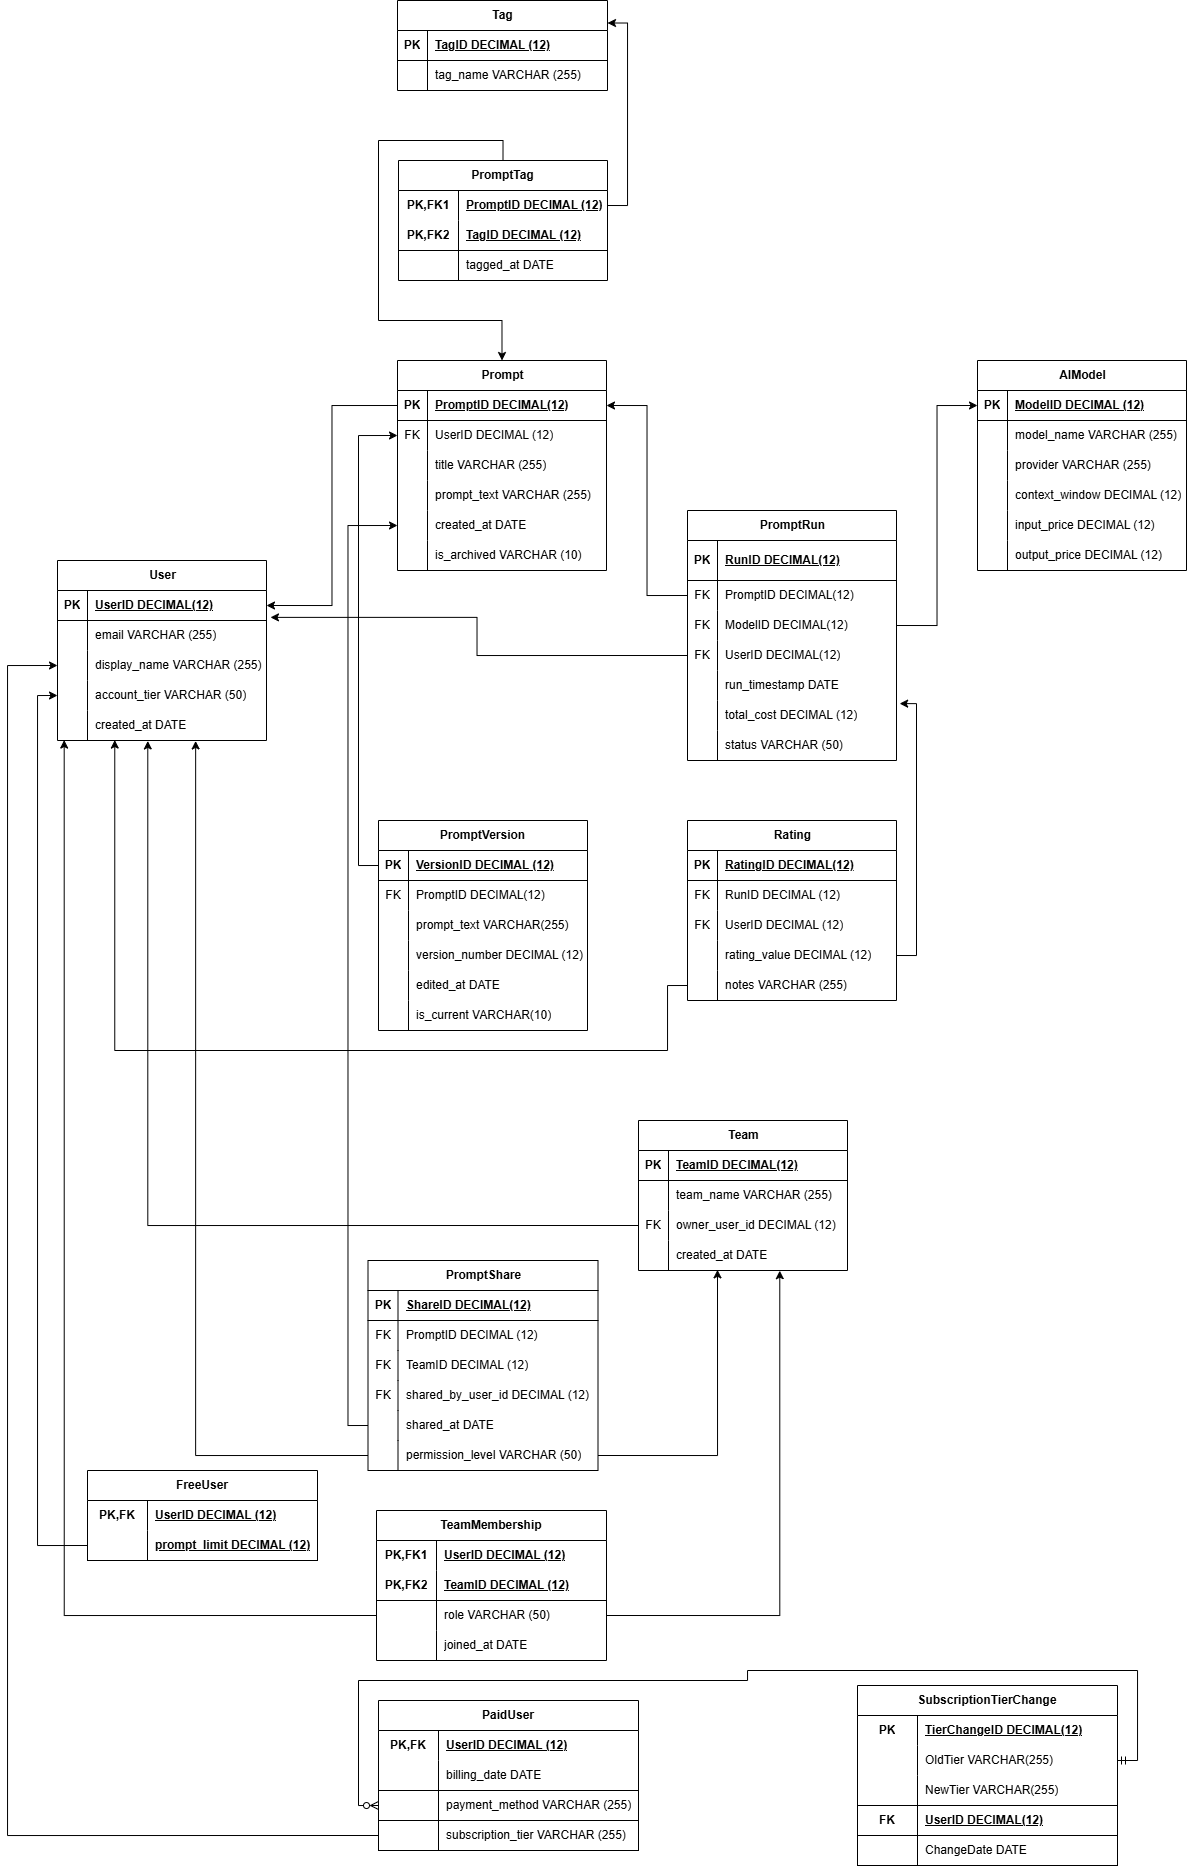 Tag
PK TagID DECIMAL (12)
tag_name VARCHAR (255)
PromptTag
PK,FK1 PromptID DECIMAL (12)
PK,FK2 TagID DECIMAL (12)
tagged_at DATE
Prompt
PK PromptID DECIMAL(12)
FK UserID DECIMAL (12)
title VARCHAR (255)
prompt_text VARCHAR (255)
created_at DATE
is_archived VARCHAR (10)
AIModel
PK ModelID DECIMAL (12)
model_name VARCHAR (255)
provider VARCHAR (255)
context_window DECIMAL (12)
input_price DECIMAL (12)
output_price DECIMAL (12)
PromptRun
PK RunID DECIMAL(12)
FK PromptID DECIMAL(12)
FK ModelID DECIMAL(12)
FK UserID DECIMAL(12)
run_timestamp DATE
total_cost DECIMAL (12)
status VARCHAR (50)
User
PK UserID DECIMAL(12)
email VARCHAR (255)
display_name VARCHAR (255)
account_tier VARCHAR (50)
created_at DATE
PromptVersion
PK VersionID DECIMAL (12)
FK PromptID DECIMAL(12)
prompt_text VARCHAR(255)
version_number DECIMAL (12)
edited_at DATE
is_current VARCHAR(10)
Rating
PK RatingID DECIMAL(12)
FK RunID DECIMAL (12)
FK UserID DECIMAL (12)
rating_value DECIMAL (12)
notes VARCHAR (255)
Team
PK TeamID DECIMAL(12)
team_name VARCHAR (255)
FK owner_user_id DECIMAL (12)
created_at DATE
PromptShare
PK ShareID DECIMAL(12)
FK PromptID DECIMAL (12)
FK TeamID DECIMAL (12)
FK shared_by_user_id DECIMAL (12)
shared_at DATE
permission_level VARCHAR (50)
FreeUser
PK,FK UserID DECIMAL (12)
prompt_limit DECIMAL (12)
TeamMembership
PK,FK1 UserID DECIMAL (12)
PK,FK2 TeamID DECIMAL (12)
role VARCHAR (50)
joined_at DATE
PaidUser
PK,FK UserID DECIMAL (12)
billing_date DATE
payment_method VARCHAR (255)
subscription_tier VARCHAR (255)
SubscriptionTierChange
PK TierChangeID DECIMAL(12)
OldTier VARCHAR(255)
NewTier VARCHAR(255)
FK UserID DECIMAL(12)
ChangeDate DATE